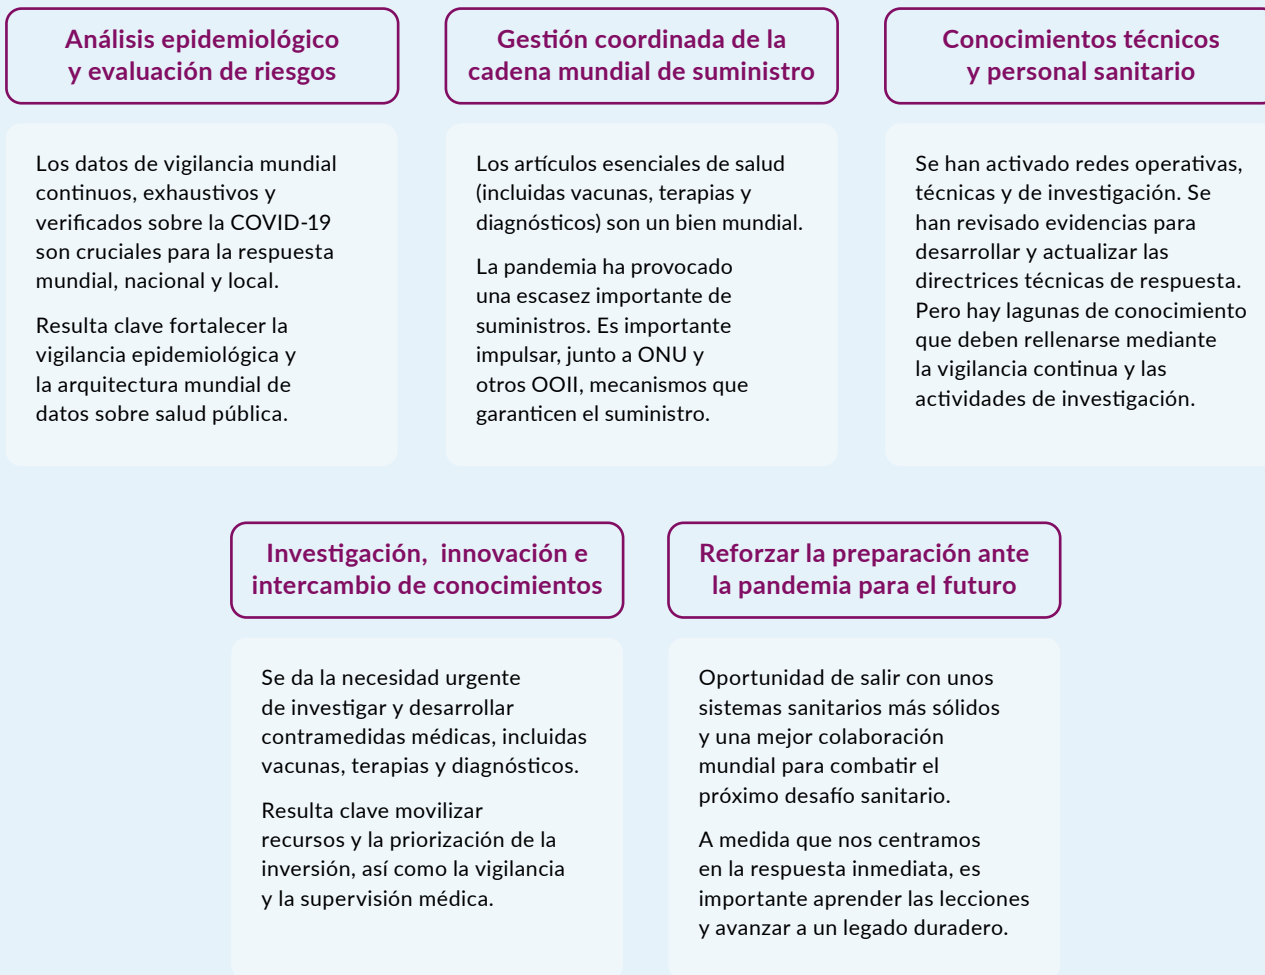 Análisis epidemiológico
y evaluación de riesgos
Los datos de vigilancia mundial
continuos, exhaustivos y
verificados sobre la COVID-19
son cruciales para la respuesta
mundial, nacional y local.
Resulta clave fortalecer la
vigilancia epidemiológica y
la arquitectura mundial de
datos sobre salud pública.
Gestión coordinada de la
cadena mundial de suministro
Los artículos esenciales de salud
(incluidas vacunas, terapias y
diagnósticos) son un bien mundial.
La pandemia ha provocado
una escasez importante de
suministros. Es importante
impulsar, junto a ONU y
otros OOII, mecanismos que
garanticen el suministro.
Conocimientos técnicos
y personal sanitario
Se han activado redes operativas,
técnicas y de investigación. Se
han revisado evidencias para
desarrollar y actualizar las
directrices técnicas de respuesta.
Pero hay lagunas de conocimiento
que deben rellenarse mediante
la vigilancia continua y las
actividades de investigación.
Investigación, innovación e
intercambio de conocimientos
Se da la necesidad urgente
de investigar y desarrollar
contramedidas médicas, incluidas
vacunas, terapias y diagnósticos.
Resulta clave movilizar
recursos y la priorización de la
inversión, así como la vigilancia
y la supervisión médica.
Reforzar la preparación ante
la pandemia para el futuro
Oportunidad de salir con unos
sistemas sanitarios más sólidos
y una mejor colaboración
mundial para combatir el
próximo desafío sanitario.
A medida que nos centramos
en la respuesta inmediata, es
importante aprender las lecciones
y avanzar a un legado duradero.